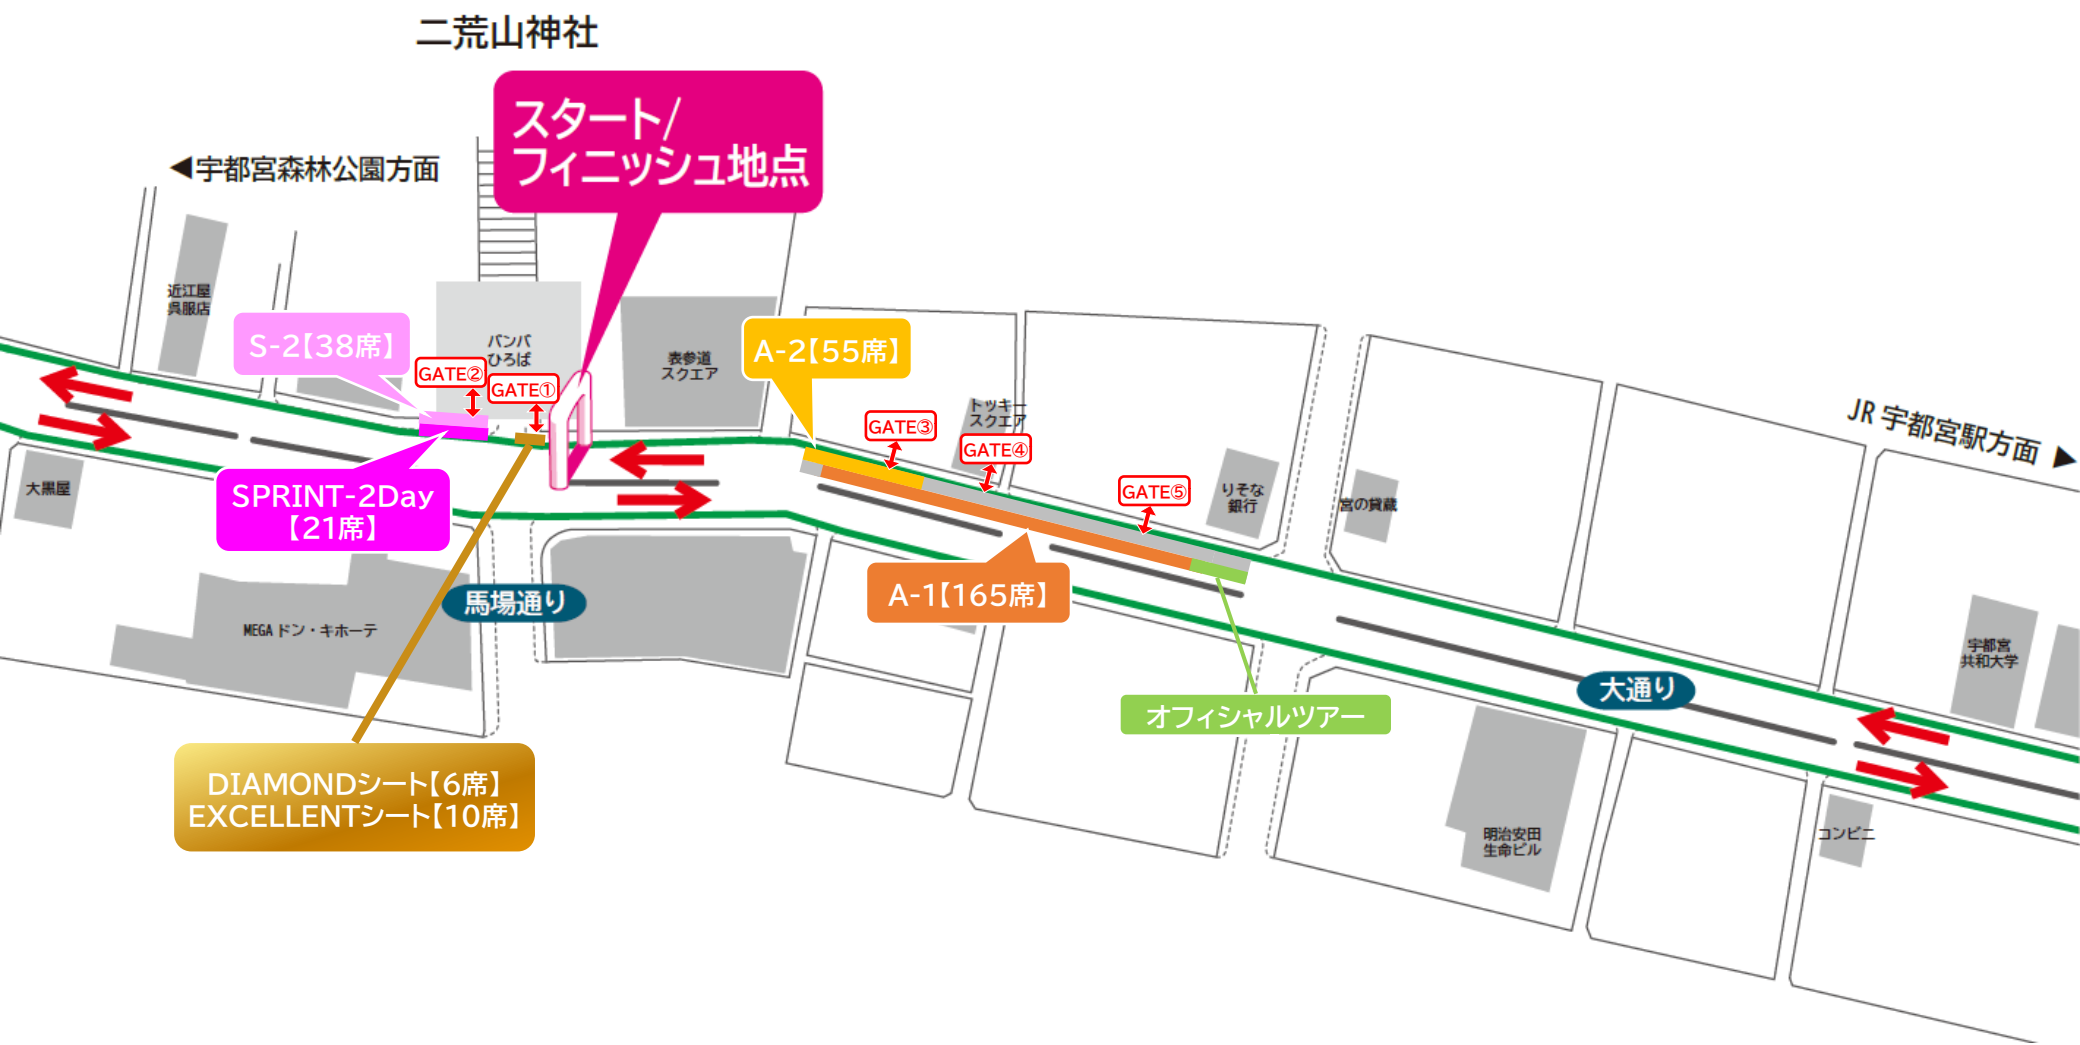 二荒山神社
スタート/
フィニッシュ地点
◀宇都宮森林公園方面
近江屋
呉服店
S-2【38席】
GATE②
バンバ
ひろば
GATE①
表参道
スクエア
A-2【55席】
GATE③
トッキー
スクエア
GATE④
GATE⑤
りそな
銀行
宮の貸蔵
JR 宇都宮駅方面 ▶
大黒屋
SPRINT-2Day
【21席】
馬場通り
A-1【165席】
MEGA ドン・キホーテ
オフィシャルツアー
大通り
宇都宮
共和大学
DIAMONDシート【6席】
EXCELLENTシート【10席】
明治安田
生命ビル
コンビニ